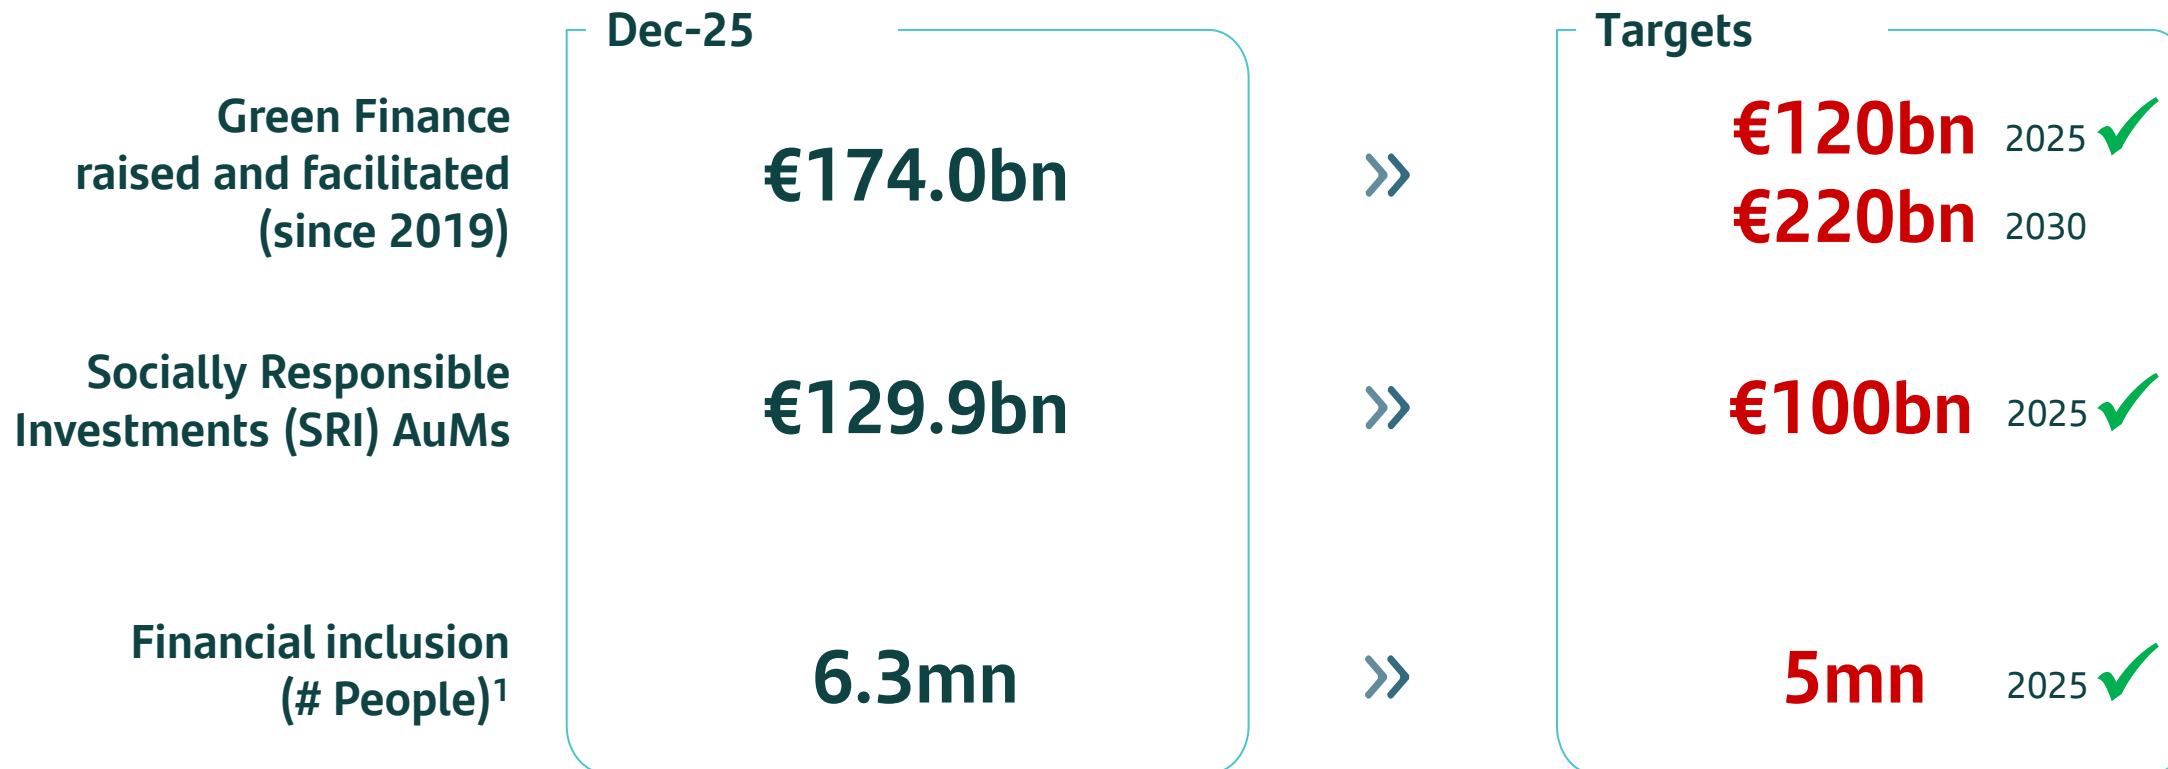 Dec-25
Targets
Green Finance
raised and facilitated
(since 2019)
€174.0bn
€120bn 2025
€220bn 2030
Socially Responsible
Investments (SRI) AuMs
€129.9bn
€100bn 2025
Financial inclusion
(# People)¹
6.3mn
5mn 2025